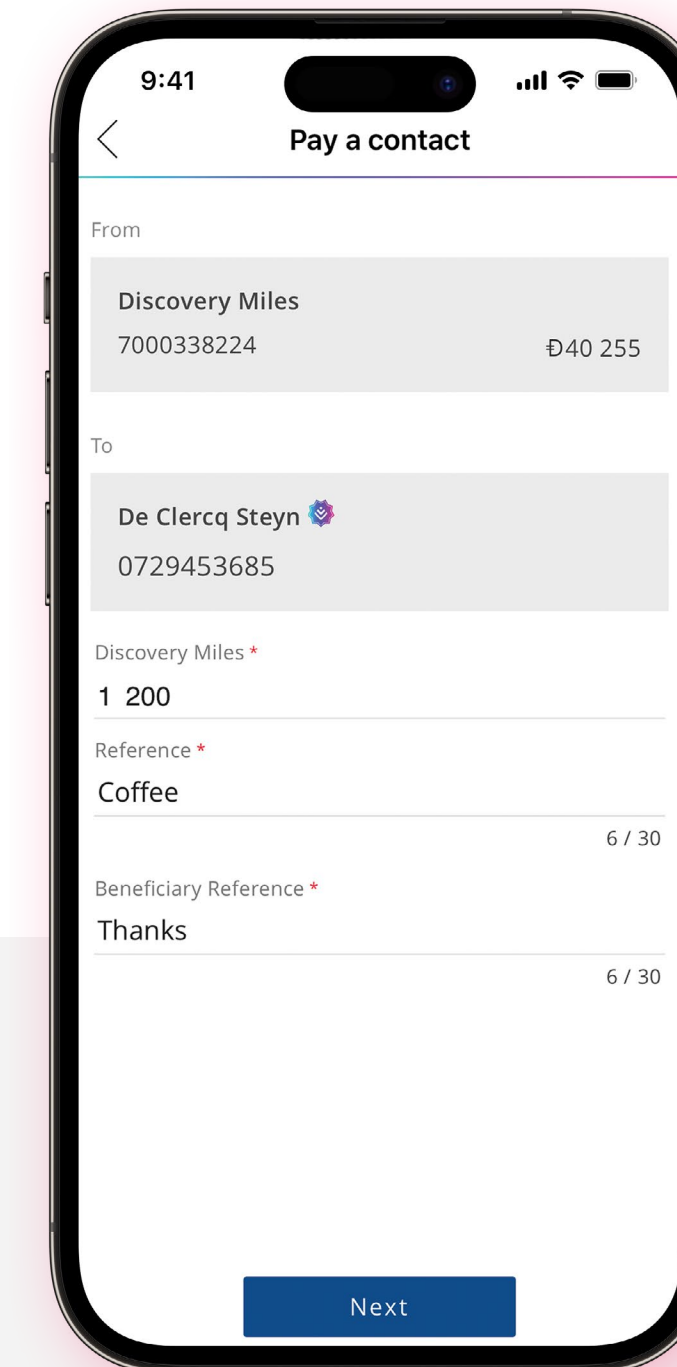 9:41
Pay a contact
From
Discovery Miles
7000338224 Đ40 255
To
De Clercq Steyn
0729453685
Discovery Miles *
1 200
Reference *
Coffee
6 / 30
Beneficiary Reference *
Thanks
6 / 30
Next